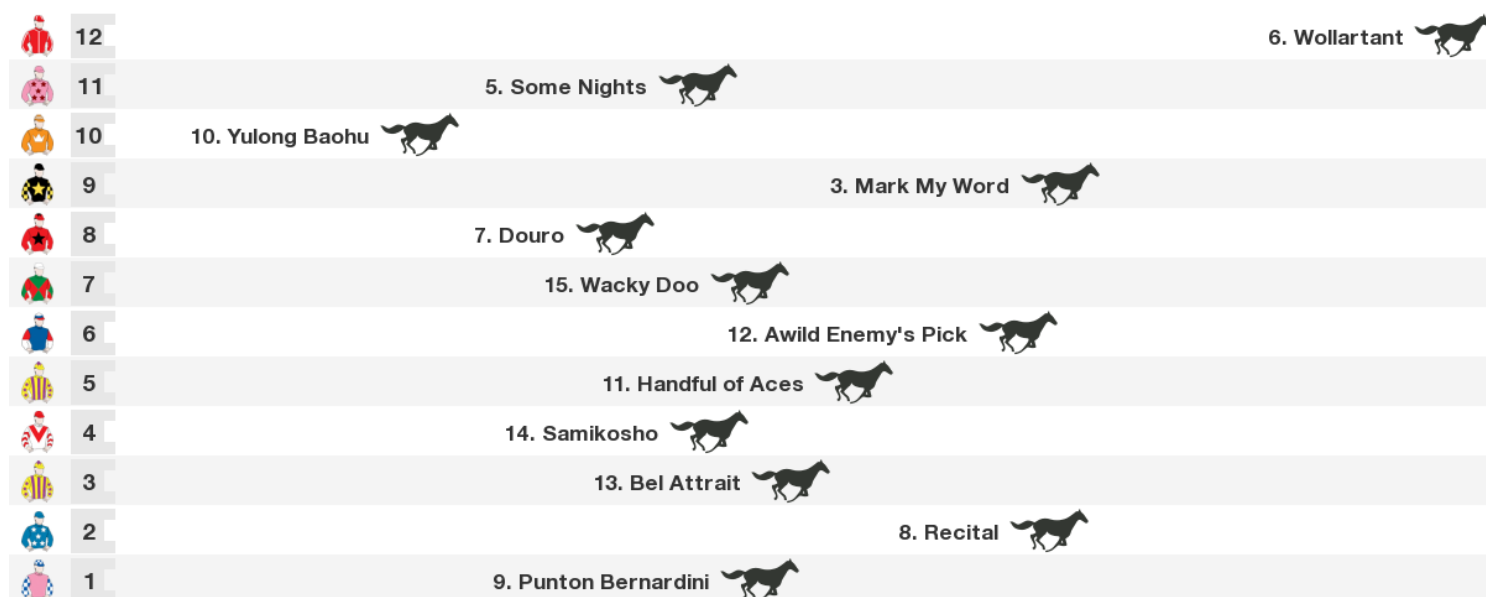 12 6. Wollartant
11 5. Some Nights
10 10. Yulong Baohu
9 3. Mark My Word
8 7. Douro
7 15. Wacky Doo
6 12. Awild Enemy's Pick
5 11. Handful of Aces
4 14. Samikosho
3 13. Bel Attrait
2 8. Recital
1 9. Punton Bernardini